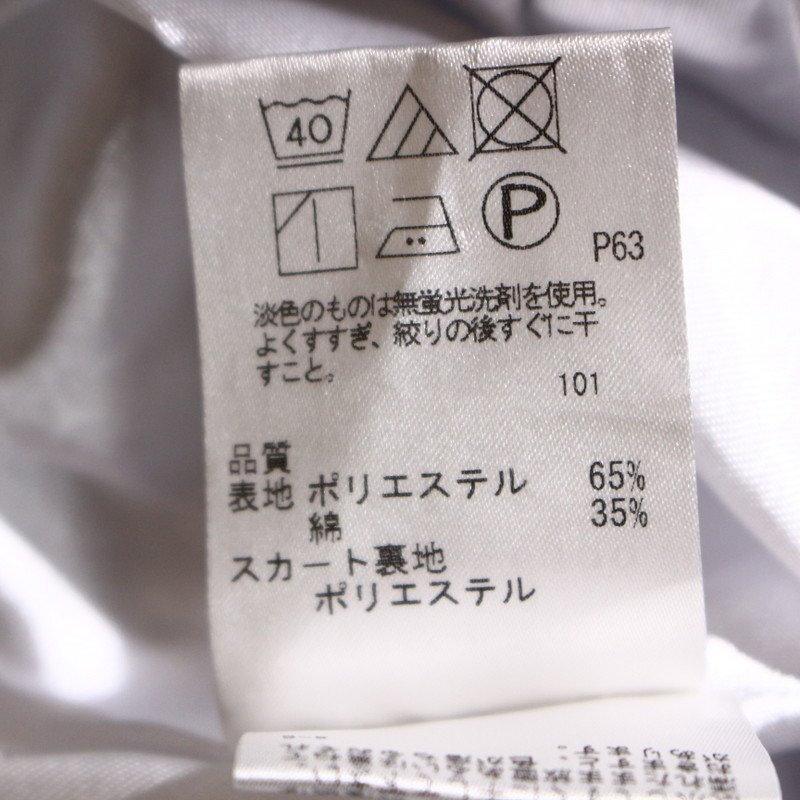 40
P
P63
淡色のものは無蛍光洗剤を使用。
よくすすぎ、絞りの後すぐに干
すこと。
101
品質
表地 ポリエステル 65%
綿 35%
スカート裏地
ポリエステル